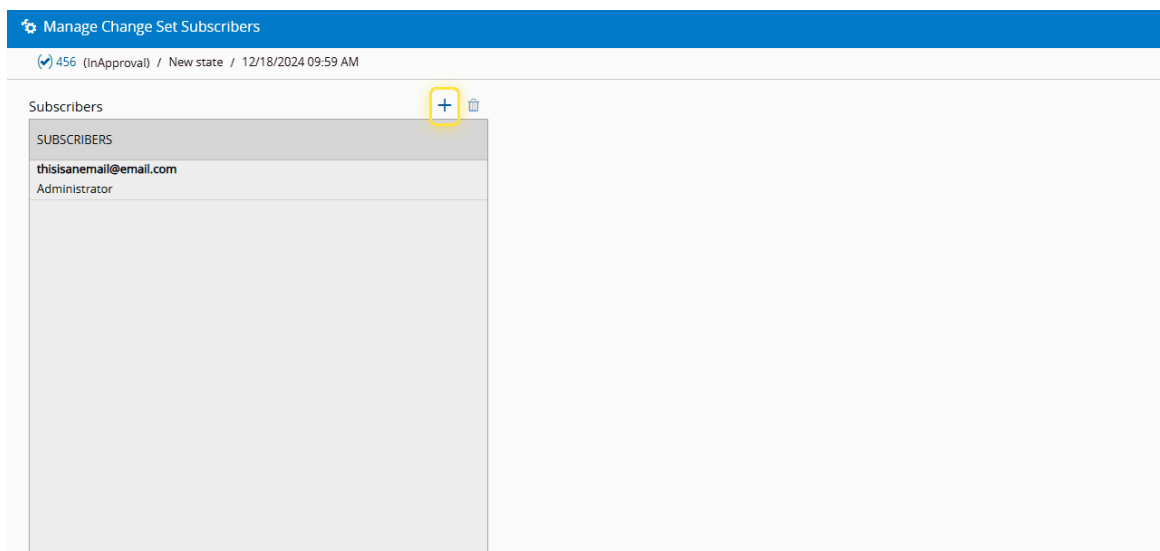 Manage Change Set Subscribers
456 (InApproval) / New state / 12/18/2024 09:59 AM
Subscribers
SUBSCRIBERS
thisisanemail@email.com
Administrator